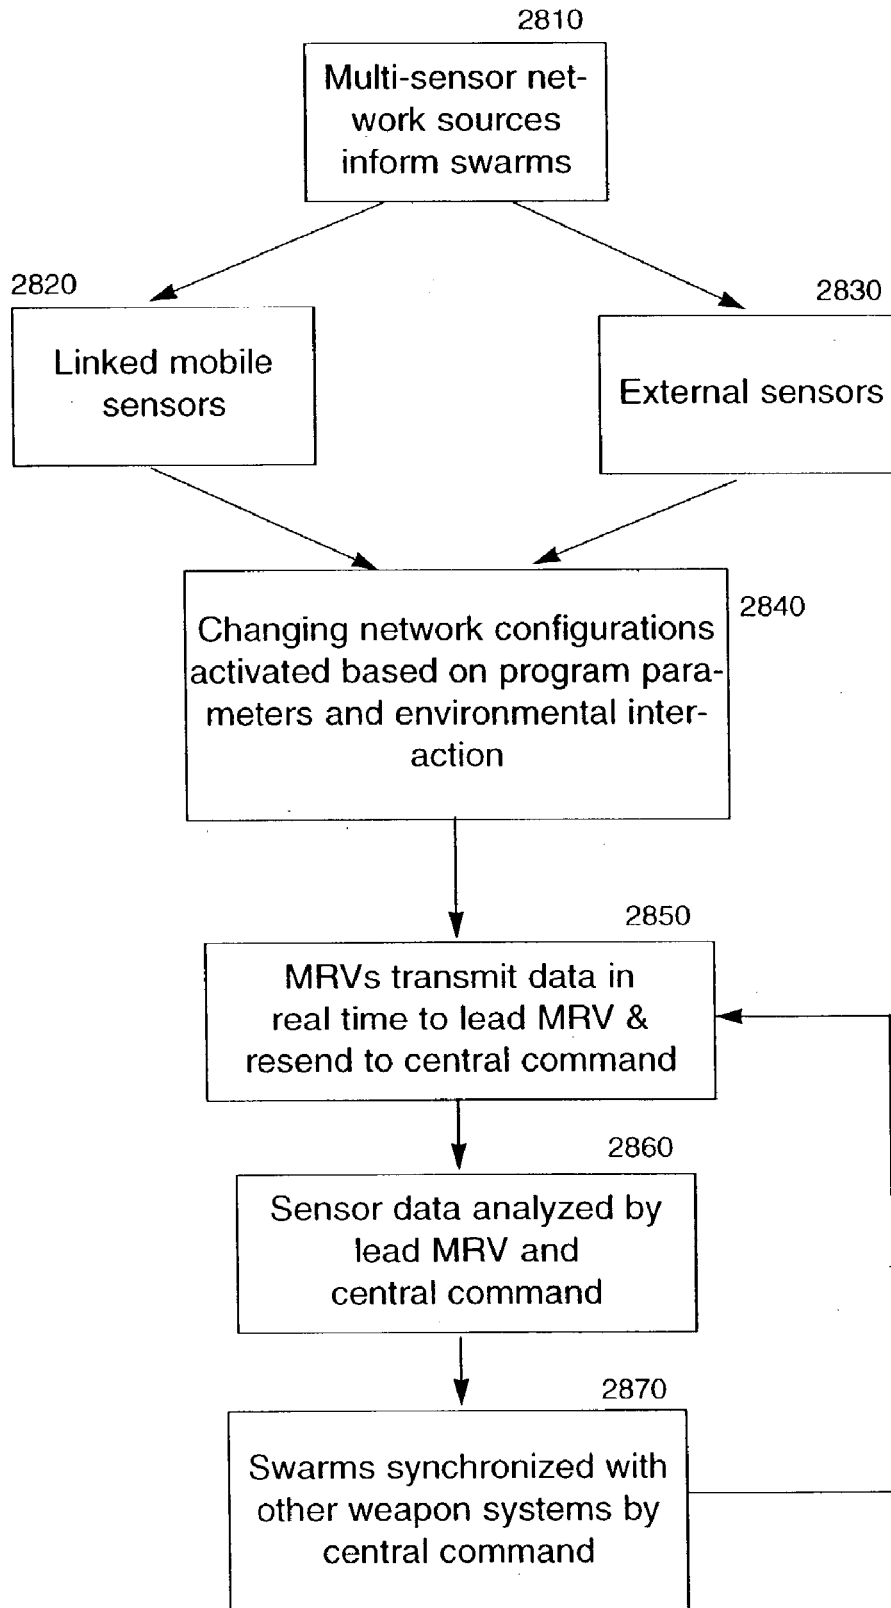 2810
Multi-sensor net-
work sources
inform swarms
2820
Linked mobile
sensors
2830
External sensors
2840
Changing network configurations
activated based on program para-
meters and environmental inter-
action
2850
MRVs transmit data in
real time to lead MRV &
resend to central command
2860
Sensor data analyzed by
lead MRV and
central command
2870
Swarms synchronized with
other weapon systems by
central command